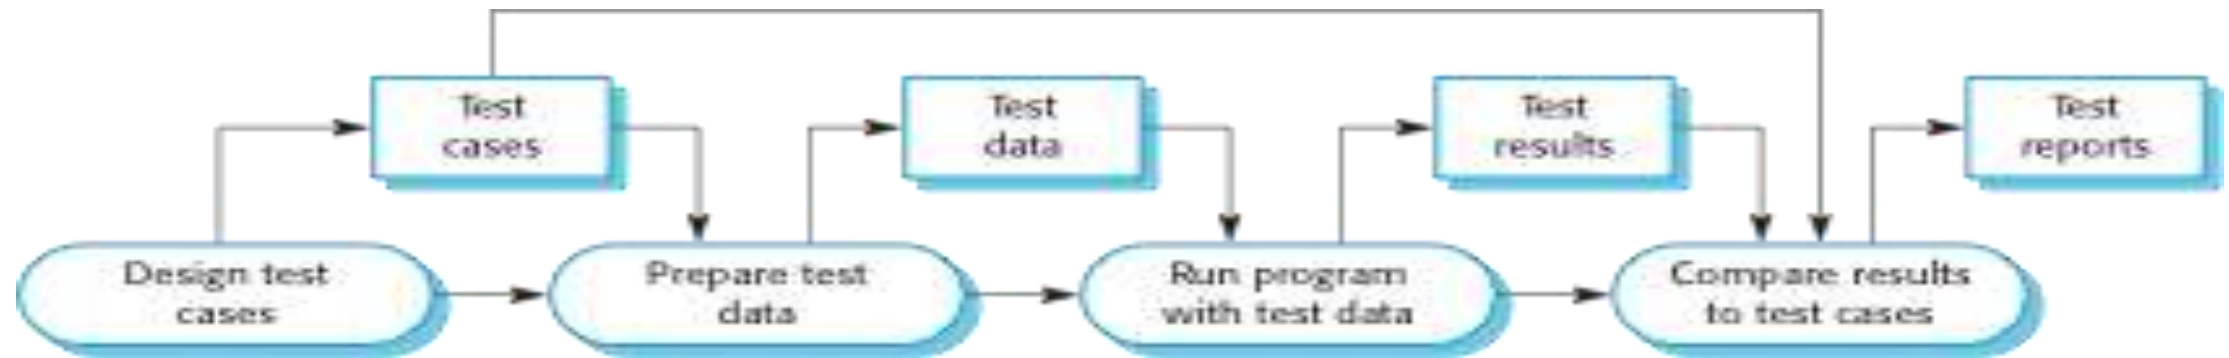 Test
cases
Test
data
Test
results
Test
reports
Design test
cases
Prepare test
data
Run program
with test data
Compare results
to test cases